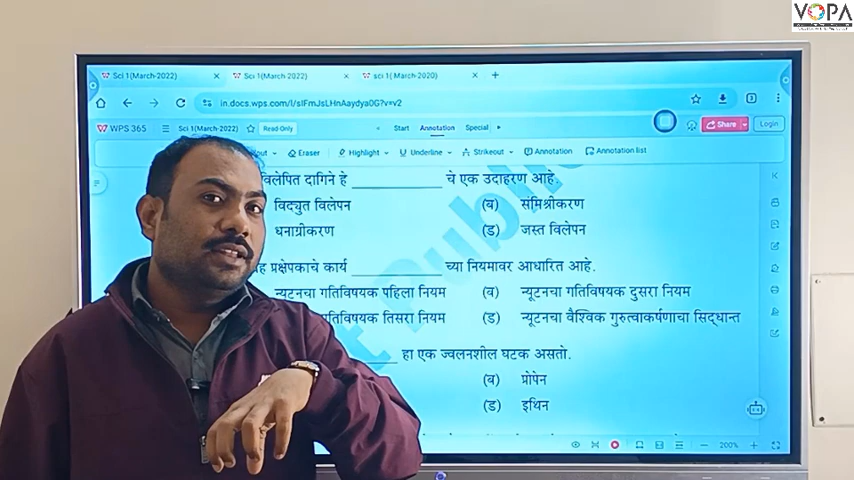 VOPA
Sci 1(March-2022)
Sci 1(March-2022)
sci 1( March-2020)
in.docs.wps.com/l/sIFmJsLHnAaydya0G?v=v2
WPS 365
Sci 1(March-2022)
Read-Only
Start
Annotation
Special
Share
Login
Eraser
Highlight
Underline
Strikeout
Annotation
Annotation list
विलेपित दागिने हे ____________ चे एक उदाहरण आहे.
विद्युत विलेपन (ब) संमिश्रीकरण
धनाग्रीकरण (ड) जस्त विलेपन
प्रक्षेपकाचे कार्य ____________ च्या नियमावर आधारित आहे.
न्यूटनचा गतिविषयक पहिला नियम (ब) न्यूटनचा गतिविषयक दुसरा नियम
गतिविषयक तिसरा नियम (ड) न्यूटनचा वैश्विक गुरुत्वाकर्षणाचा सिद्धान्त
हा एक ज्वलनशील घटक असतो.
(ब) प्रोपेन
(ड) इथिन
200%